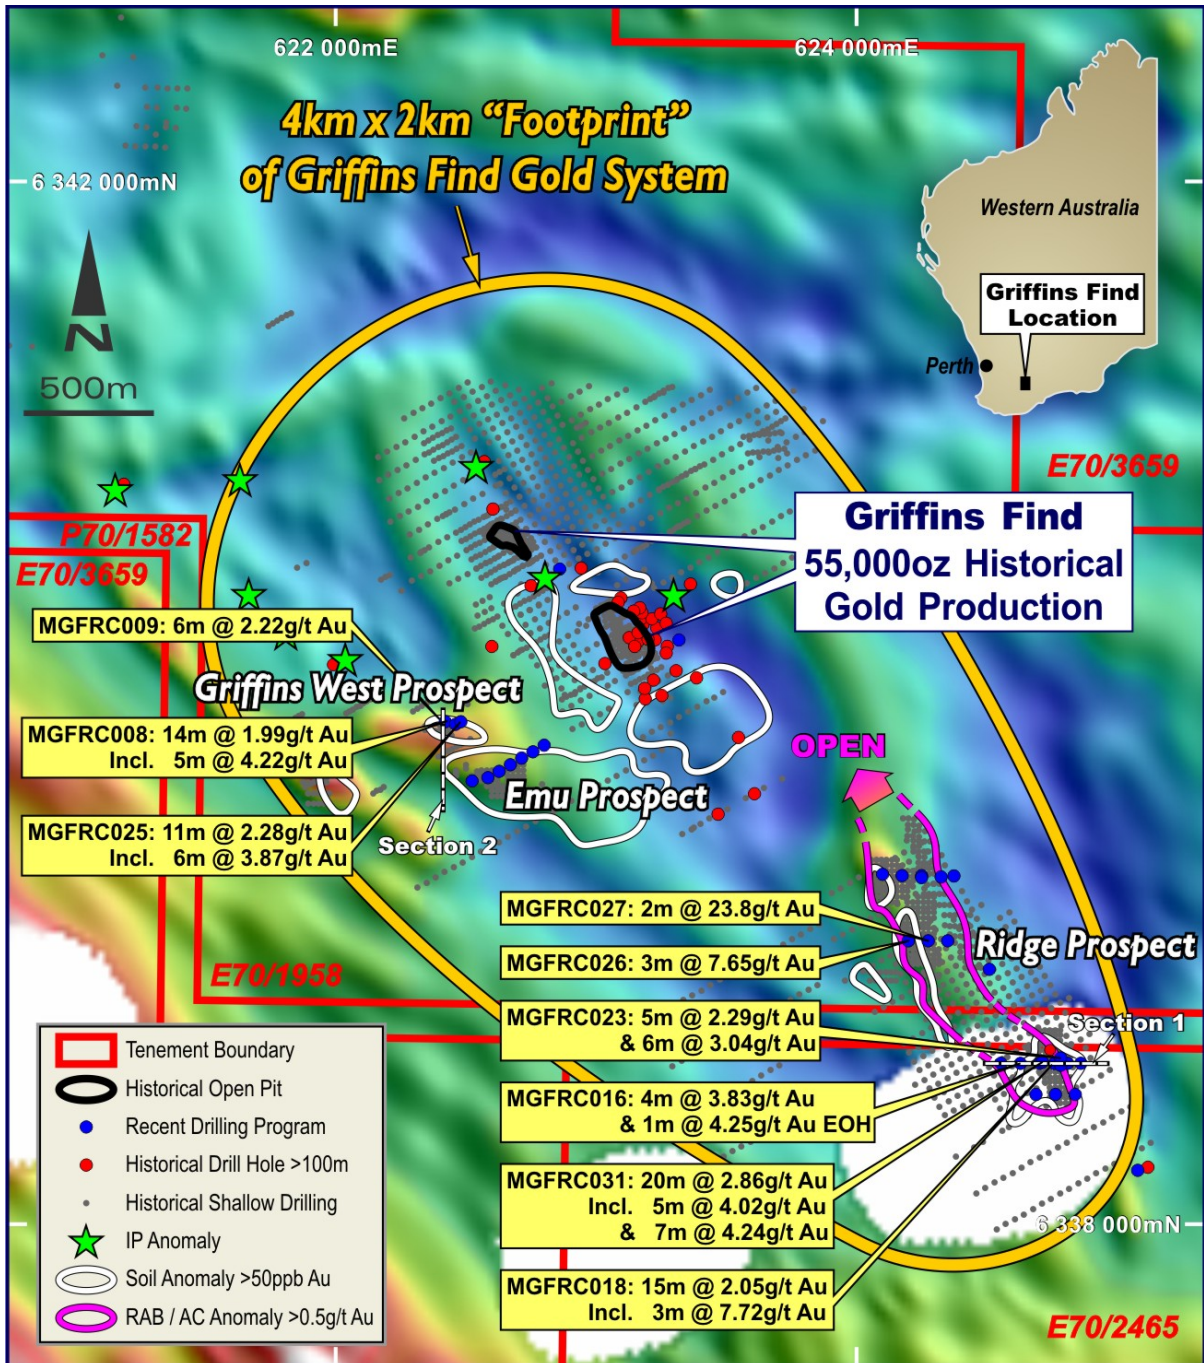 622 000mE
624 000mE
4km x 2km “Footprint”
of Griffins Find Gold System
6 342 000mN
Western Australia
Griffins Find
Location
Perth
N
500m
E70/3659
P70/1582
E70/3659
Griffins Find
55,000oz Historical
Gold Production
MGFRC009: 6m @ 2.22g/t Au
Griffins West Prospect
MGFRC008: 14m @ 1.99g/t Au
Incl. 5m @ 4.22g/t Au
OPEN
Emu Prospect
MGFRC025: 11m @ 2.28g/t Au
Incl. 6m @ 3.87g/t Au
Section 2
MGFRC027: 2m @ 23.8g/t Au
Ridge Prospect
MGFRC026: 3m @ 7.65g/t Au
E70/1958
MGFRC023: 5m @ 2.29g/t Au
& 6m @ 3.04g/t Au
Section 1
MGFRC016: 4m @ 3.83g/t Au
& 1m @ 4.25g/t Au EOH
MGFRC031: 20m @ 2.86g/t Au
Incl. 5m @ 4.02g/t Au
& 7m @ 4.24g/t Au
6 338 000mN
MGFRC018: 15m @ 2.05g/t Au
Incl. 3m @ 7.72g/t Au
E70/2465
Tenement Boundary
Historical Open Pit
Recent Drilling Program
Historical Drill Hole >100m
Historical Shallow Drilling
IP Anomaly
Soil Anomaly >50ppb Au
RAB / AC Anomaly >0.5g/t Au